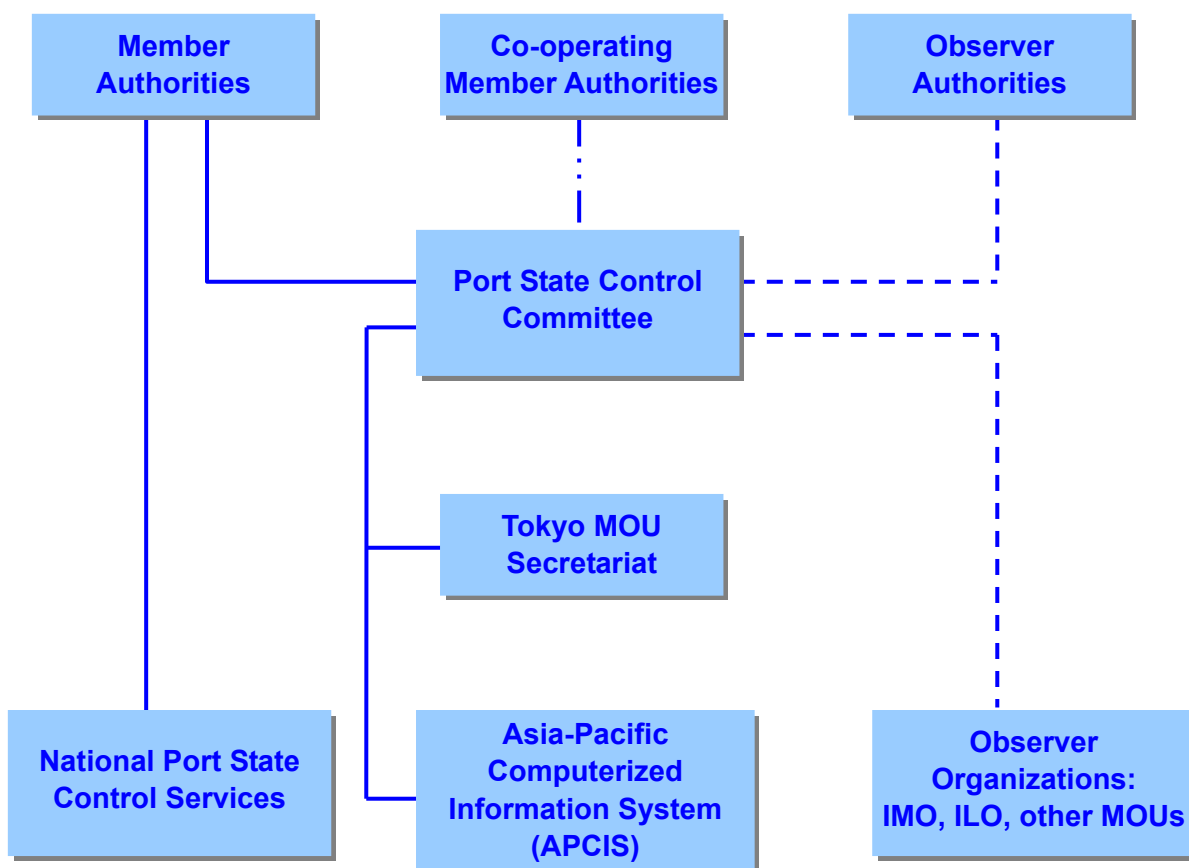 Member
Authorities
Co-operating
Member Authorities
Observer
Authorities
Port State Control
Committee
Tokyo MOU
Secretariat
National Port State
Control Services
Asia-Pacific
Computerized
Information System
(APCIS)
Observer
Organizations:
IMO, ILO, other MOUs